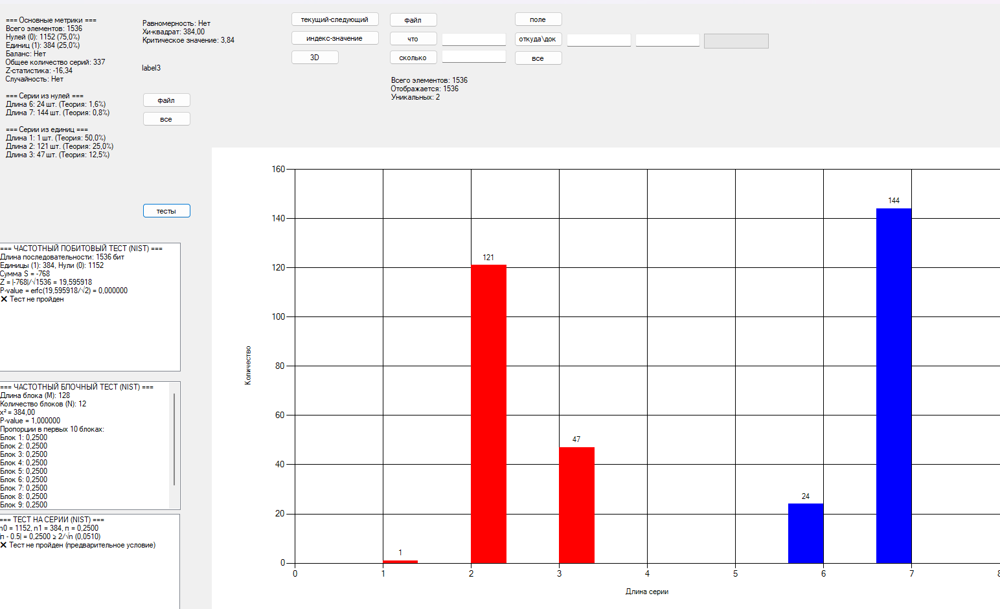 === Основные метрики ===
Всего элементов: 1536
Нулей (0): 1152 (75,0%)
Единиц (1): 384 (25,0%)
Баланс: Нет
Общее количество серий: 337
Z-статистика: -16,34
Случайность: Нет
=== Серии из нулей ===
Длина 6: 24 шт. (Теория: 1,6%)
Длина 7: 144 шт. (Теория: 0,8%)
=== Серии из единиц ===
Длина 1: 1 шт. (Теория: 50,0%)
Длина 2: 121 шт. (Теория: 25,0%)
Длина 3: 47 шт. (Теория: 12,5%)
Равномерность: Нет
Хи-квадрат: 384,00
Критическое значение: 3,84
label3
файл
все
тесты
текущий-следующий
индекс-значение
3D
файл
что
сколько
поле
откуда\док
все
Всего элементов: 1536
Отображается: 1536
Уникальных: 2
=== ЧАСТОТНЫЙ ПОБИТОВЫЙ ТЕСТ (NIST) ===
Длина последовательности: 1536 бит
Единицы (1): 384, Нули (0): 1152
Сумма S = -768
Z = |-768|/√1536 = 19,595918
P-value = erfc(19,595918/√2) = 0,000000
❌ Тест не пройден
=== ЧАСТОТНЫЙ БЛОЧНЫЙ ТЕСТ (NIST) ===
Длина блока (M): 128
Количество блоков (N): 12
χ² = 384,00
P-value = 1,000000
Пропорции в первых 10 блоках:
Блок 1: 0,2500
Блок 2: 0,2500
Блок 3: 0,2500
Блок 4: 0,2500
Блок 5: 0,2500
Блок 6: 0,2500
Блок 7: 0,2500
Блок 8: 0,2500
Блок 9: 0,2500
=== ТЕСТ НА СЕРИИ (NIST) ===
n0 = 1152, n1 = 384, π = 0,2500
|π - 0.5| = 0,2500 ≥ 2/√n (0,0510)
❌ Тест не пройден (предварительное условие)
Количество
160
140
120
100
80
60
40
20
0
1
121
47
24
144
0
1
2
3
4
5
6
7
8
Длина серии